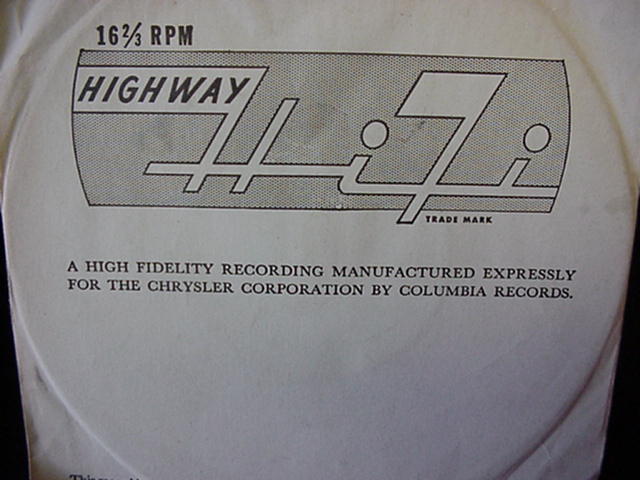 16⅔ RPM
HIGHWAY
Hi-Fi
TRADE MARK
A HIGH FIDELITY RECORDING MANUFACTURED EXPRESSLY
FOR THE CHRYSLER CORPORATION BY COLUMBIA RECORDS.